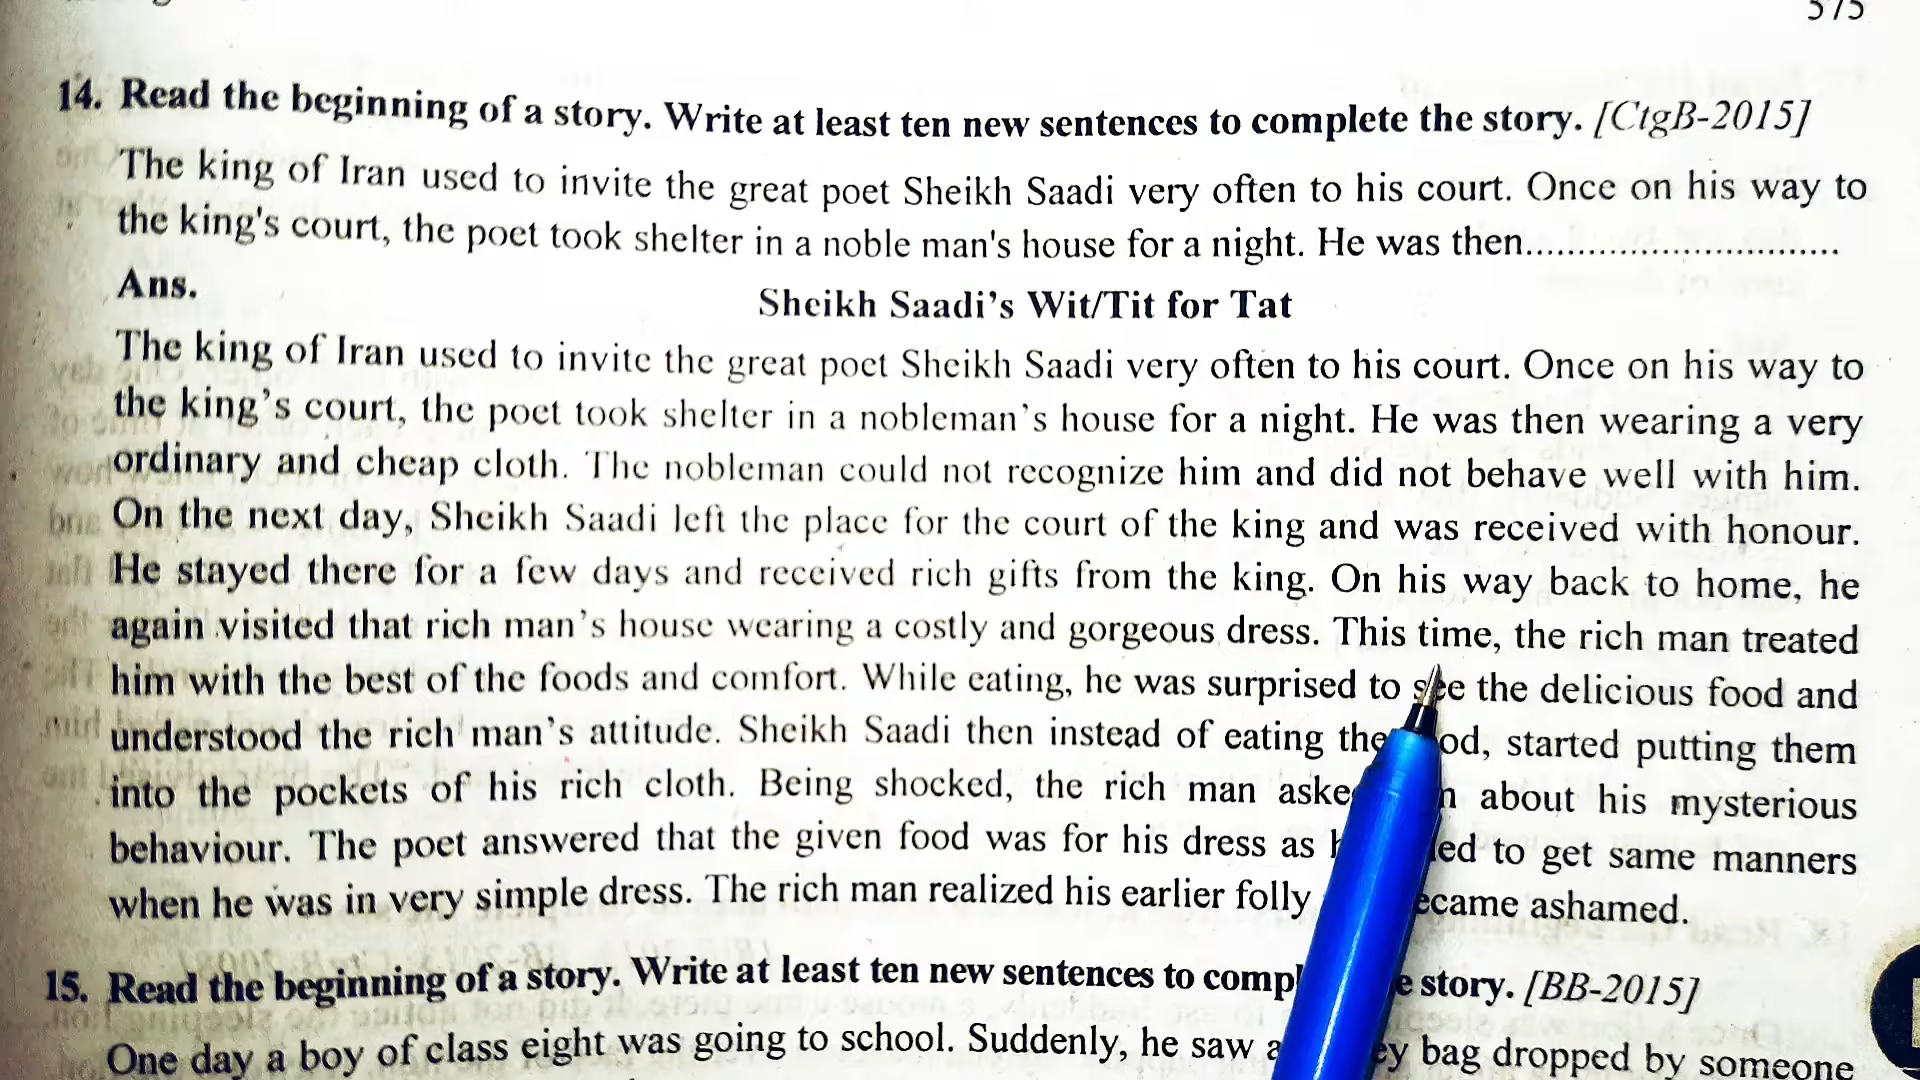 575
14. Read the beginning of a story. Write at least ten new sentences to complete the story. [CtgB-2015]
The king of Iran used to invite the great poet Sheikh Saadi very often to his court. Once on his way to
the king's court, the poet took shelter in a noble man's house for a night. He was then..............................
Ans.
Sheikh Saadi’s Wit/Tit for Tat
The king of Iran used to invite the great poet Sheikh Saadi very often to his court. Once on his way to
the king’s court, the poet took shelter in a nobleman’s house for a night. He was then wearing a very
ordinary and cheap cloth. The nobleman could not recognize him and did not behave well with him.
On the next day, Sheikh Saadi left the place for the court of the king and was received with honour.
He stayed there for a few days and received rich gifts from the king. On his way back to home, he
again visited that rich man’s house wearing a costly and gorgeous dress. This time, the rich man treated
him with the best of the foods and comfort. While eating, he was surprised to see the delicious food and
understood the rich man’s attitude. Sheikh Saadi then instead of eating the od, started putting them
into the pockets of his rich cloth. Being shocked, the rich man aske about his mysterious
behaviour. The poet answered that the given food was for his dress as ed to get same manners
when he was in very simple dress. The rich man realized his earlier folly ecame ashamed.
15. Read the beginning of a story. Write at least ten new sentences to comp e story. [BB-2015]
One day a boy of class eight was going to school. Suddenly, he saw a ey bag dropped by someone